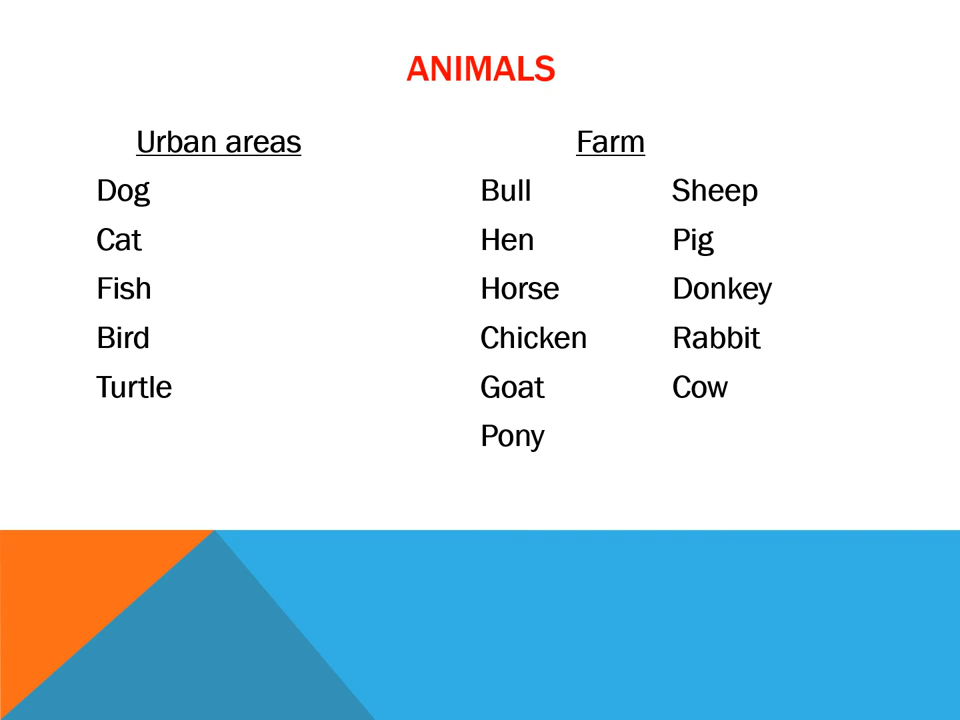 ANIMALS
Urban areas Farm
Dog Bull Sheep
Cat Hen Pig
Fish Horse Donkey
Bird Chicken Rabbit
Turtle Goat Cow
Pony